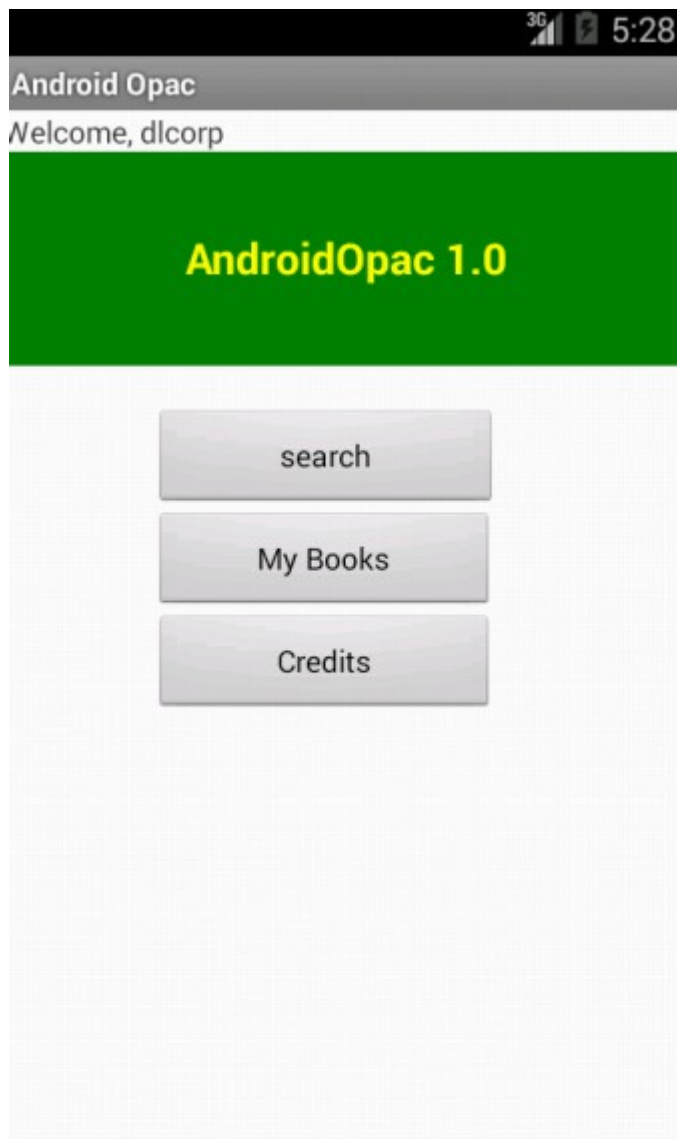 3G 5:28
Android Opac
Welcome, dlcorp
AndroidOpac 1.0
search
My Books
Credits